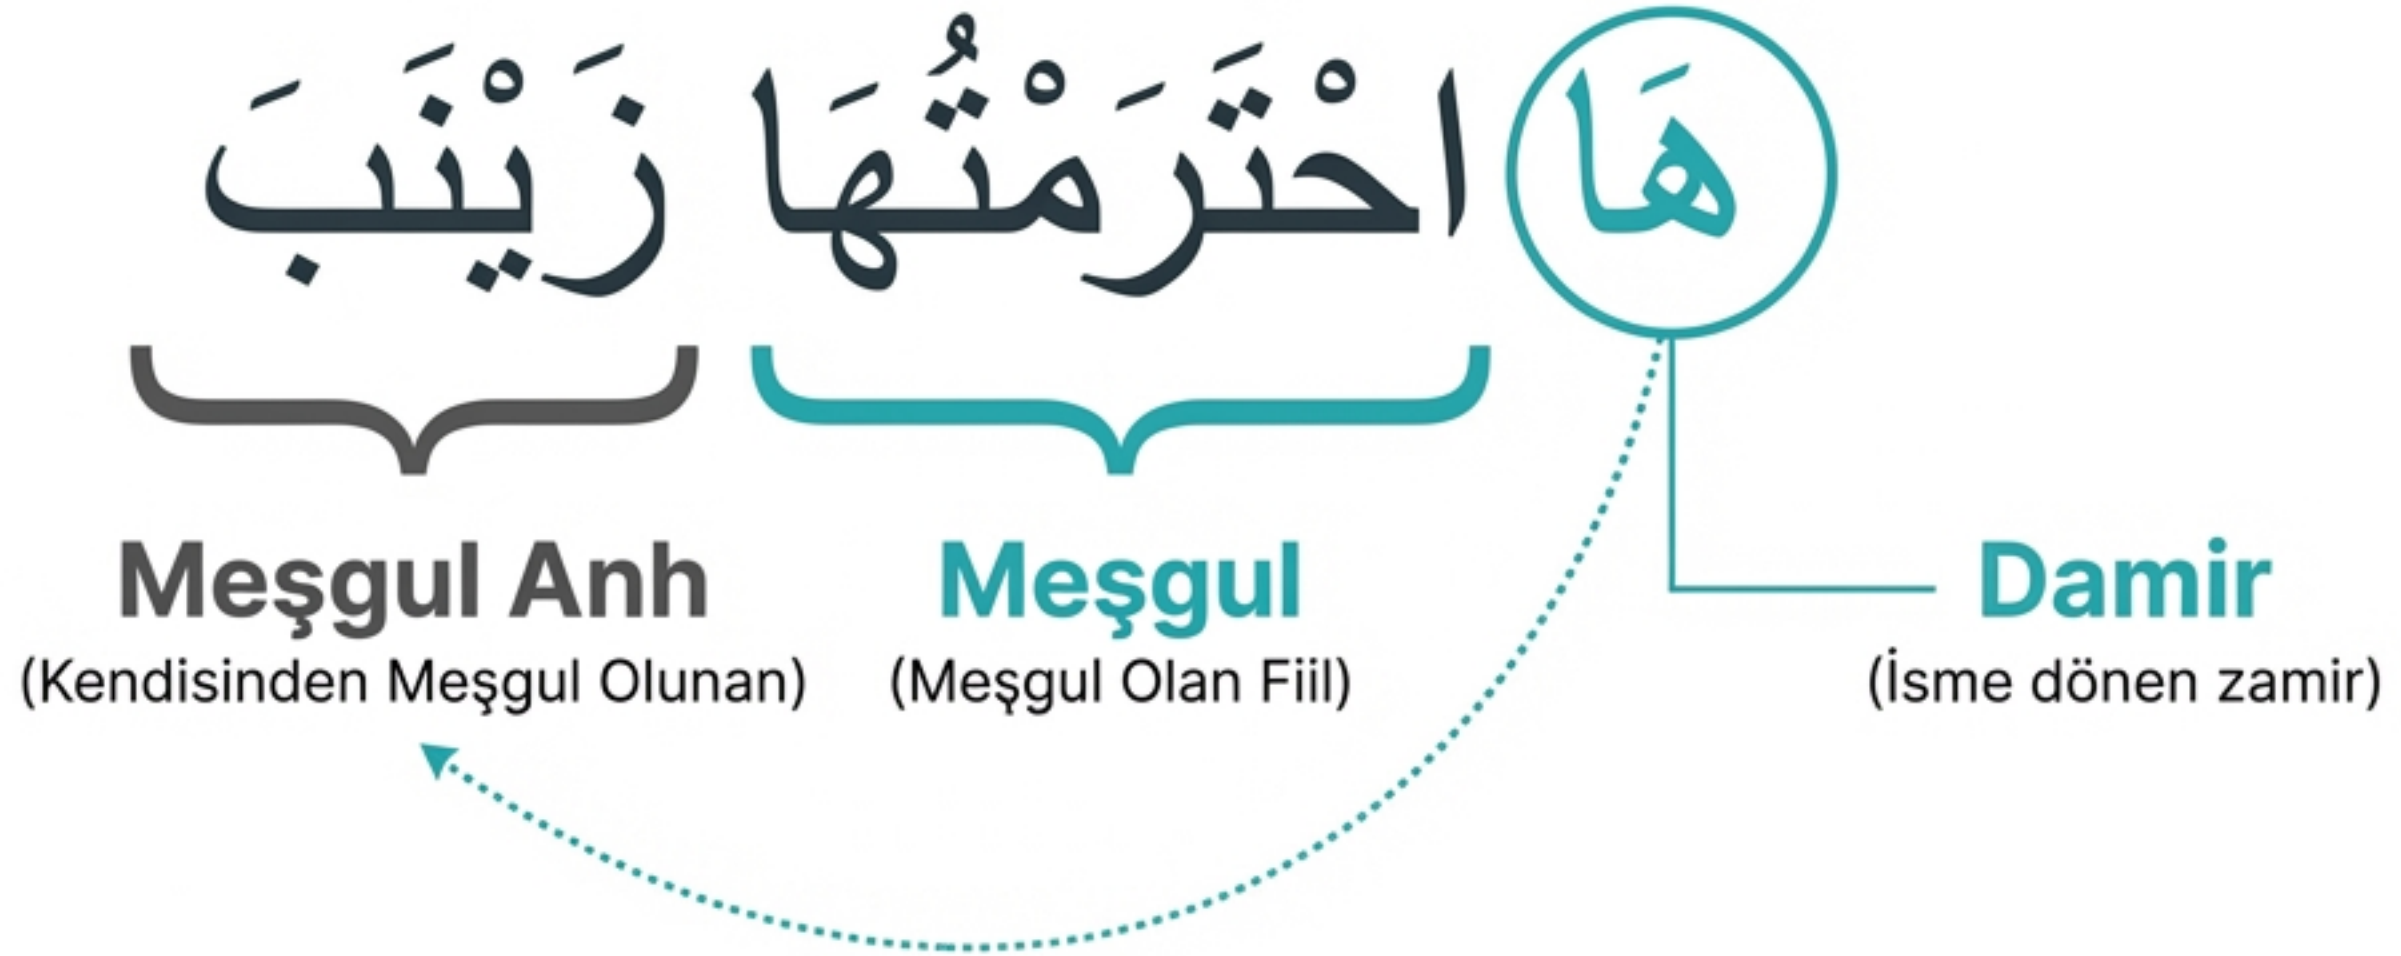 هَا احْتَرَمْتُهَا زَيْنَبَ
Meşgul Anh Meşgul Damir
(Kendisinden Meşgul Olunan) (Meşgul Olan Fiil) (İsme dönen zamir)